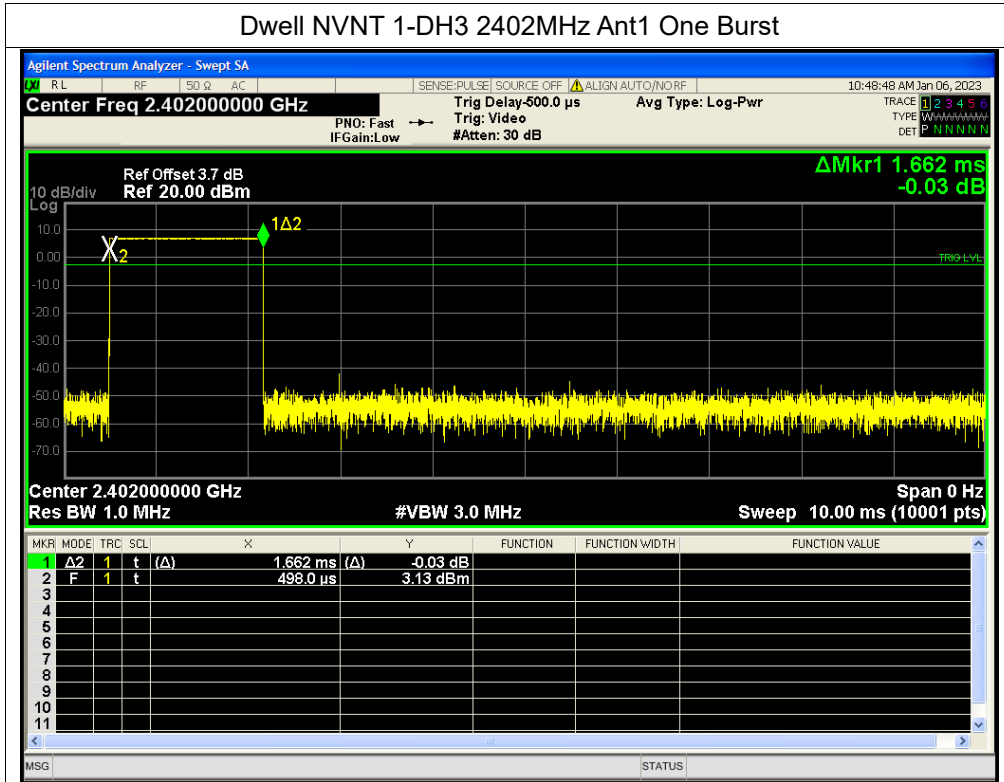 Dwell NVNT 1-DH3 2402MHz Ant1 One Burst
Agilent Spectrum Analyzer - Swept SA
LXI RL RF 50 Ω AC SENSE:PULSE SOURCE OFF ALIGN AUTO/NO RF 10:48:48 AM Jan 06, 2023
Center Freq 2.402000000 GHz Trig Delay-500.0 µs Avg Type: Log-Pwr TRACE 1 2 3 4 5 6
PNO: Fast Trig: Video TYPE WWWWWW
IFGain:Low #Atten: 30 dB DET P N N N N N
ΔMkr1 1.662 ms
-0.03 dB
Ref Offset 3.7 dB
10 dB/div Ref 20.00 dBm
Log
10.0
0.00
-10.0
-20.0
-30.0
-40.0
-50.0
-60.0
-70.0
1Δ2
2
TRIG LVL
Center 2.402000000 GHz Span 0 Hz
Res BW 1.0 MHz #VBW 3.0 MHz Sweep 10.00 ms (10001 pts)
MKR MODE TRC SCL X Y FUNCTION FUNCTION WIDTH FUNCTION VALUE
1 Δ2 1 t (Δ) 1.662 ms (Δ) -0.03 dB
2 F 1 t 498.0 µs 3.13 dBm
3
4
5
6
7
8
9
10
11
MSG STATUS